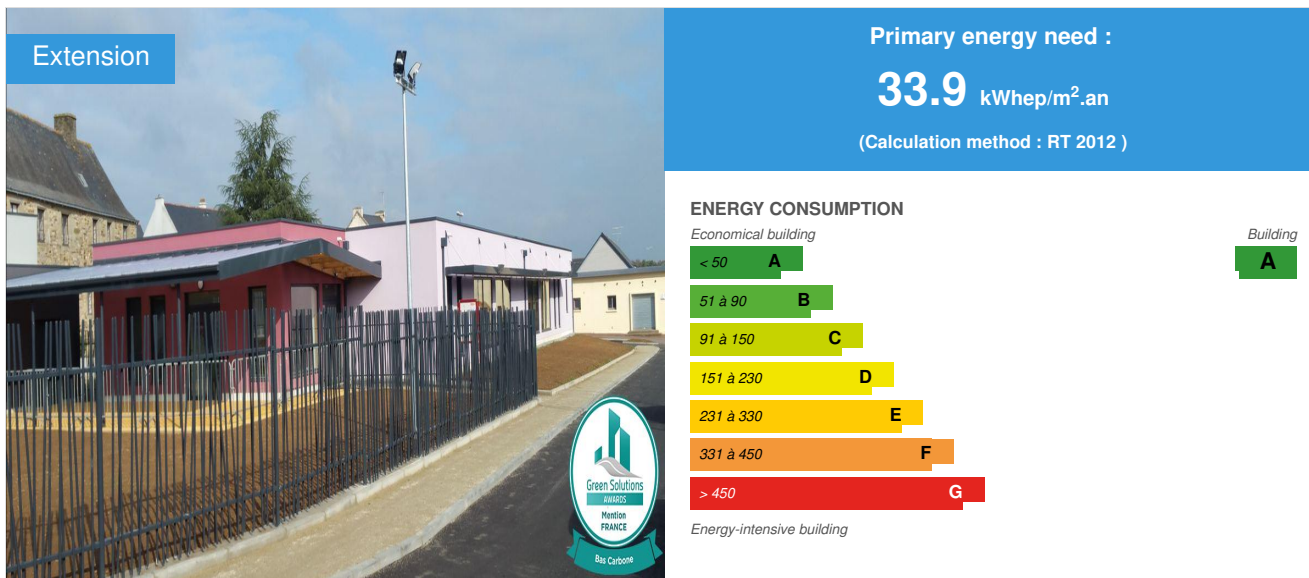 Extension
Green Solutions
AWARDS
Mention
FRANCE
Bas Carbone
Primary energy need :
33.9 kWhep/m².an
(Calculation method : RT 2012 )
ENERGY CONSUMPTION
Economical building Building
< 50 A A
51 à 90 B
91 à 150 C
151 à 230 D
231 à 330 E
331 à 450 F
> 450 G
Energy-intensive building